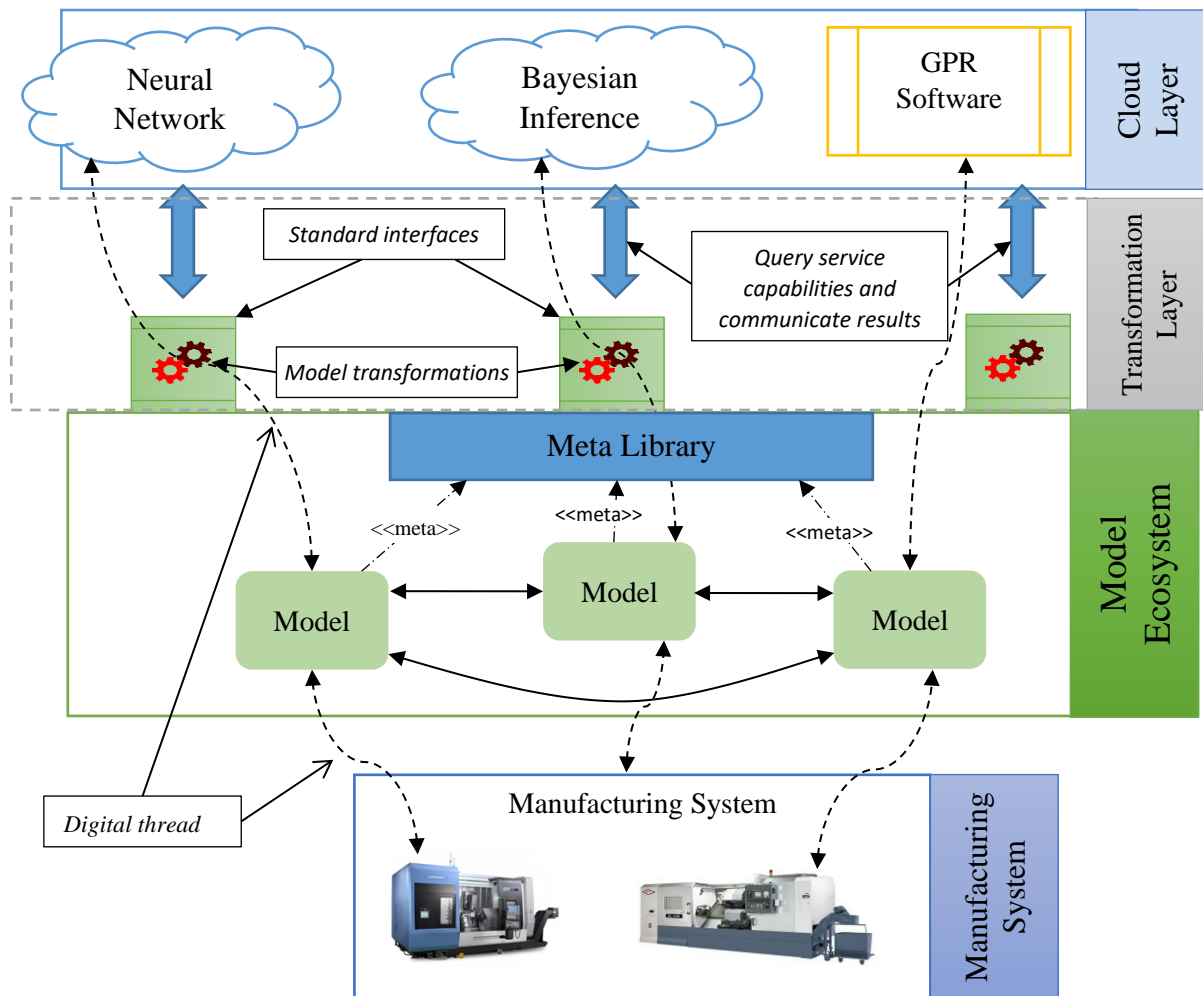 Neural
Network
Bayesian
Inference
GPR
Software
Cloud
Layer
Standard interfaces
Query service
capabilities and
communicate results
Model transformations
Transformation
Layer
Meta Library
<<meta>>
<<meta>>
<<meta>>
Model
Model
Model
Model
Ecosystem
Digital thread
Manufacturing System
Manufacturing
System